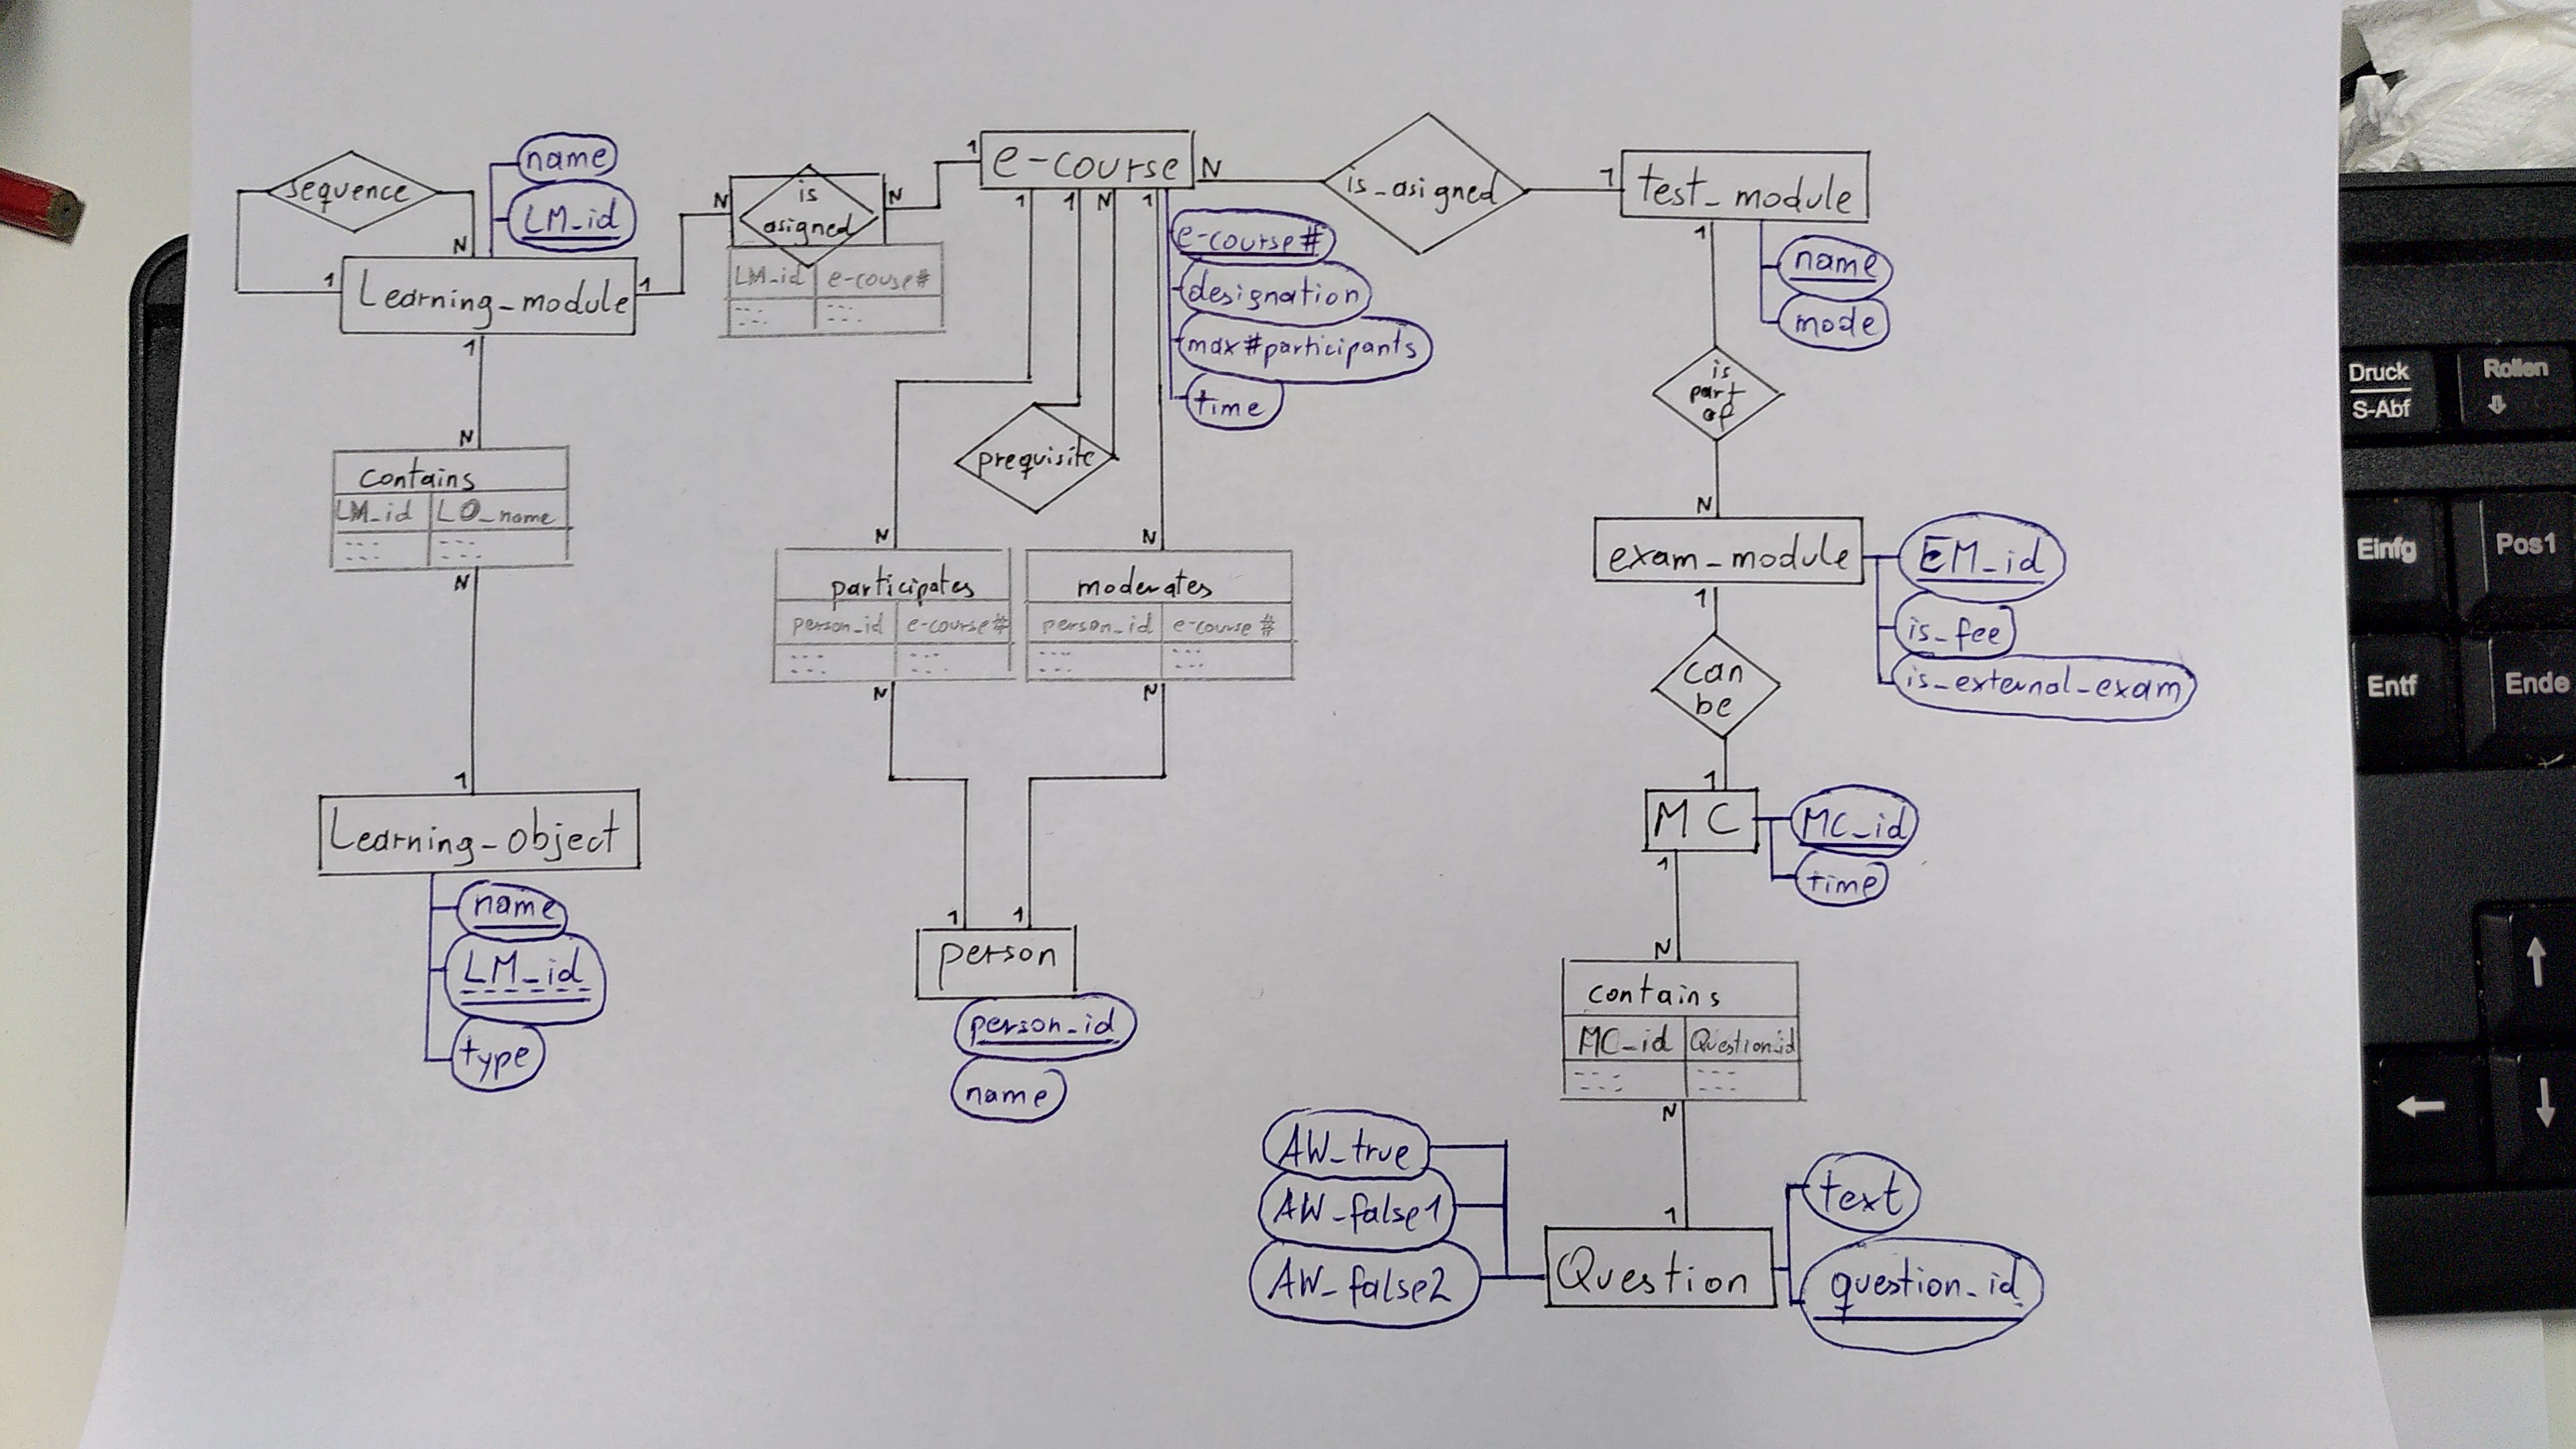 name
sequence
LM_id
N
1
Learning_module
1
1
N
contains
LM_id LO_name
N
1
Learning-object
name
LM_id
type
N
is
asigned
N
LM_id e-couse#
1
e-course
N
1 1 N 1
e-course#
designation
max#participants
time
prequisite
N
participates
person_id e-course#
N
N
moderates
person_id e-course#
N
1 1
person
person_id
name
is_asigned
1
test_module
1
name
mode
is
part
of
N
exam_module
EM_id
is_fee
is_external_exam
1
can
be
1
MC
MC_id
time
1
N
contains
MC_id Question_id
N
1
Question
AW_true
AW_false1
AW_false2
text
question_id
Druck
S-Abf
Rollen
Einfg
Pos1
Entf
Ende